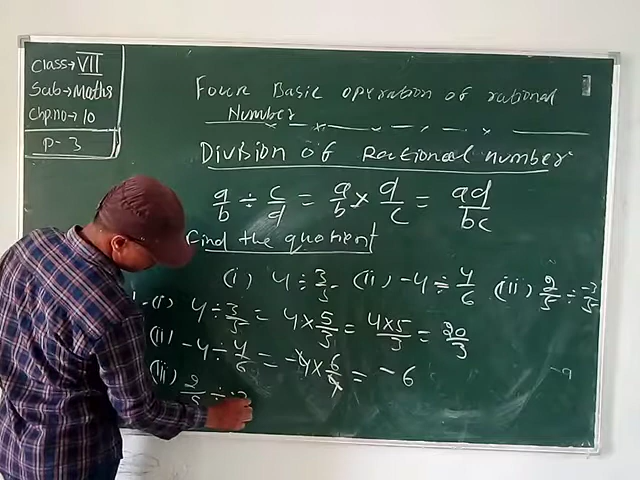 Class→VII
Sub→Maths
Chp.no→10
P-3
Four Basic operation of rational
Number
Division of Rational number
a/b ÷ c/d = a/b × d/c = ad/bc
Find the quotient
(i) 4 ÷ 3/5 (ii) -4 ÷ 4/6 (iii) 2/5 ÷ -3/5
(i) 4 ÷ 3/5 = 4×5/3 = 4×5/3 = 20/3
(ii) -4 ÷ 4/6 = -4×6/4 = -6
(iii) 2/5 ÷